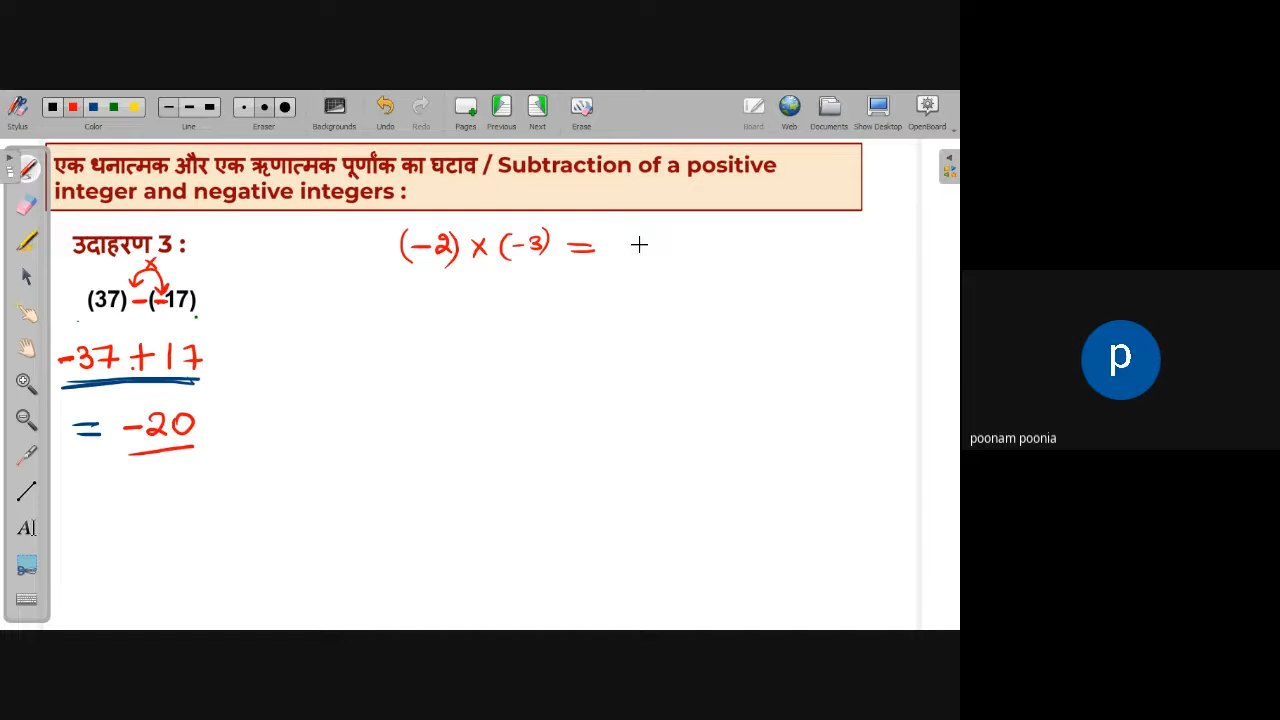 Stylus
Color
Line
Eraser
Backgrounds
Undo
Redo
Pages
Previous
Next
Erase
Board
Web
Documents
Show Desktop
OpenBoard
एक धनात्मक और एक ऋणात्मक पूर्णांक का घटाव / Subtraction of a positive
integer and negative integers :
उदाहरण 3 :
(-2) × (-3) =
×
(37) - (-17)
-37 + 17
= -20
AI
p
poonam poonia